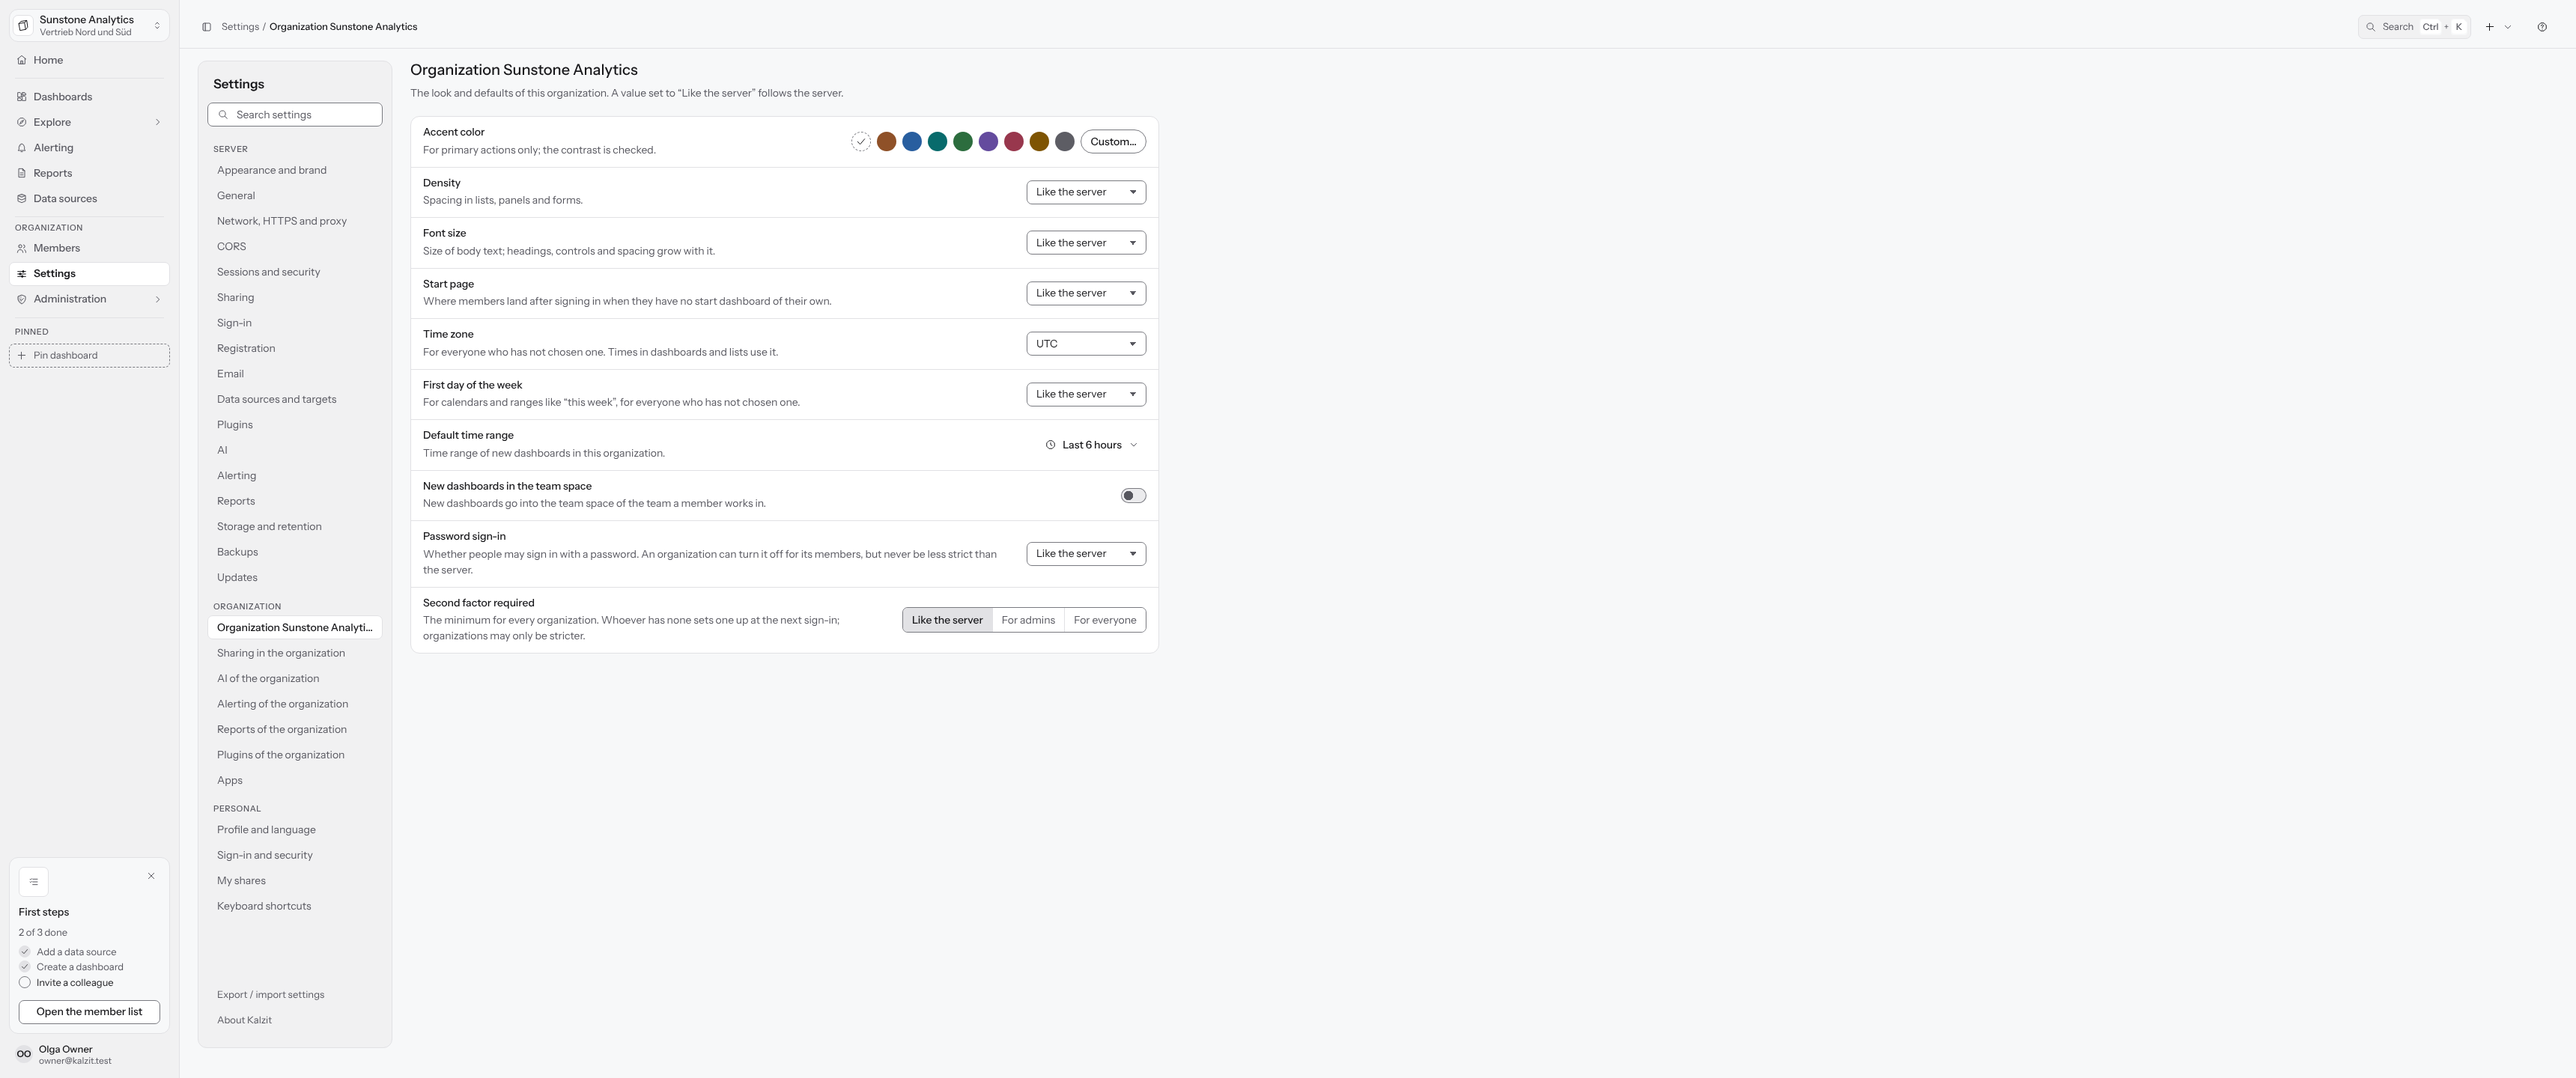 Sunstone Analytics
Vertrieb Nord und Süd
Home
Dashboards
Explore
Alerting
Reports
Data sources
ORGANIZATION
Members
Settings
Administration
PINNED
Pin dashboard
First steps
2 of 3 done
Add a data source
Create a dashboard
Invite a colleague
Open the member list
OO
Olga Owner
owner@kalzit.test
Settings / Organization Sunstone Analytics
Search Ctrl + K
Settings
Search settings
SERVER
Appearance and brand
General
Network, HTTPS and proxy
CORS
Sessions and security
Sharing
Sign-in
Registration
Email
Data sources and targets
Plugins
AI
Alerting
Reports
Storage and retention
Backups
Updates
ORGANIZATION
Organization Sunstone Analyti...
Sharing in the organization
AI of the organization
Alerting of the organization
Reports of the organization
Plugins of the organization
Apps
PERSONAL
Profile and language
Sign-in and security
My shares
Keyboard shortcuts
Export / import settings
About Kalzit
Organization Sunstone Analytics
The look and defaults of this organization. A value set to “Like the server” follows the server.
Accent color
For primary actions only; the contrast is checked.
Custom...
Density
Spacing in lists, panels and forms.
Like the server
Font size
Size of body text; headings, controls and spacing grow with it.
Like the server
Start page
Where members land after signing in when they have no start dashboard of their own.
Like the server
Time zone
For everyone who has not chosen one. Times in dashboards and lists use it.
UTC
First day of the week
For calendars and ranges like “this week”, for everyone who has not chosen one.
Like the server
Default time range
Time range of new dashboards in this organization.
Last 6 hours
New dashboards in the team space
New dashboards go into the team space of the team a member works in.
Password sign-in
Whether people may sign in with a password. An organization can turn it off for its members, but never be less strict than
the server.
Like the server
Second factor required
The minimum for every organization. Whoever has none sets one up at the next sign-in;
organizations may only be stricter.
Like the server
For admins
For everyone